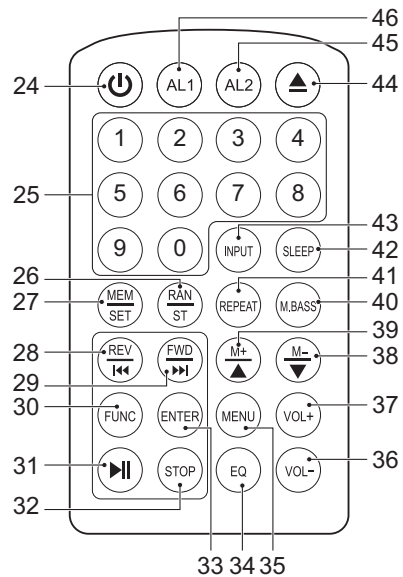 46
45
24 AL1 AL2 44
1 2 3 4
25
5 6 7 8
43
9 0 INPUT SLEEP 42
26 41
27 MEM SET RAN ST REPEAT M.BASS 40
39
28 REV FWD M+ M- 38
29
30 FUNC ENTER MENU VOL+ 37
31 STOP EQ VOL- 36
32
33 34 35